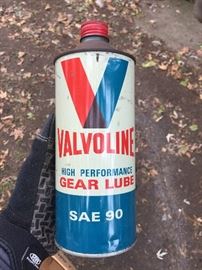 VALVOLINE
HIGH PERFORMANCE
GEAR LUBE
SAE 90